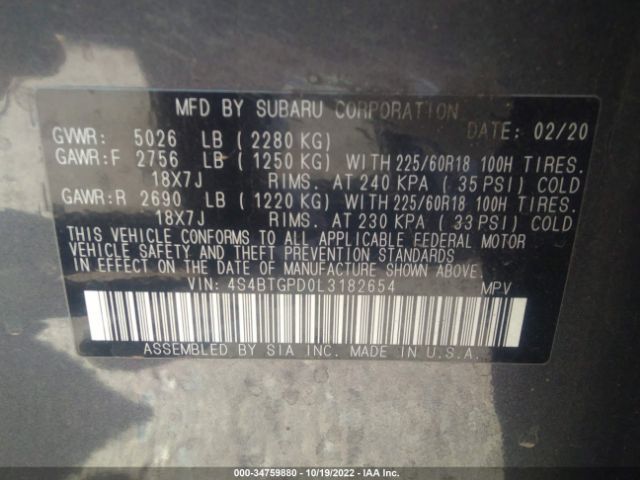 MFD BY SUBARU CORPORATION
DATE: 02/20
GVWR: 5026 LB ( 2280 KG)
GAWR:F 2756 LB ( 1250 KG) WITH 225/60R18 100H TIRES.
18X7J RIMS. AT 240 KPA ( 35 PSI) COLD
GAWR:R 2690 LB ( 1220 KG) WITH 225/60R18 100H TIRES.
18X7J RIMS. AT 230 KPA ( 33 PSI) COLD
THIS VEHICLE CONFORMS TO ALL APPLICABLE FEDERAL MOTOR
VEHICLE SAFETY AND THEFT PREVENTION STANDARDS
IN EFFECT ON THE DATE OF MANUFACTURE SHOWN ABOVE.
VIN: 4S4BTGPD0L3182654 MPV
ASSEMBLED BY SIA INC. MADE IN U.S.A.
000-34759880 - 10/19/2022 - IAA Inc.